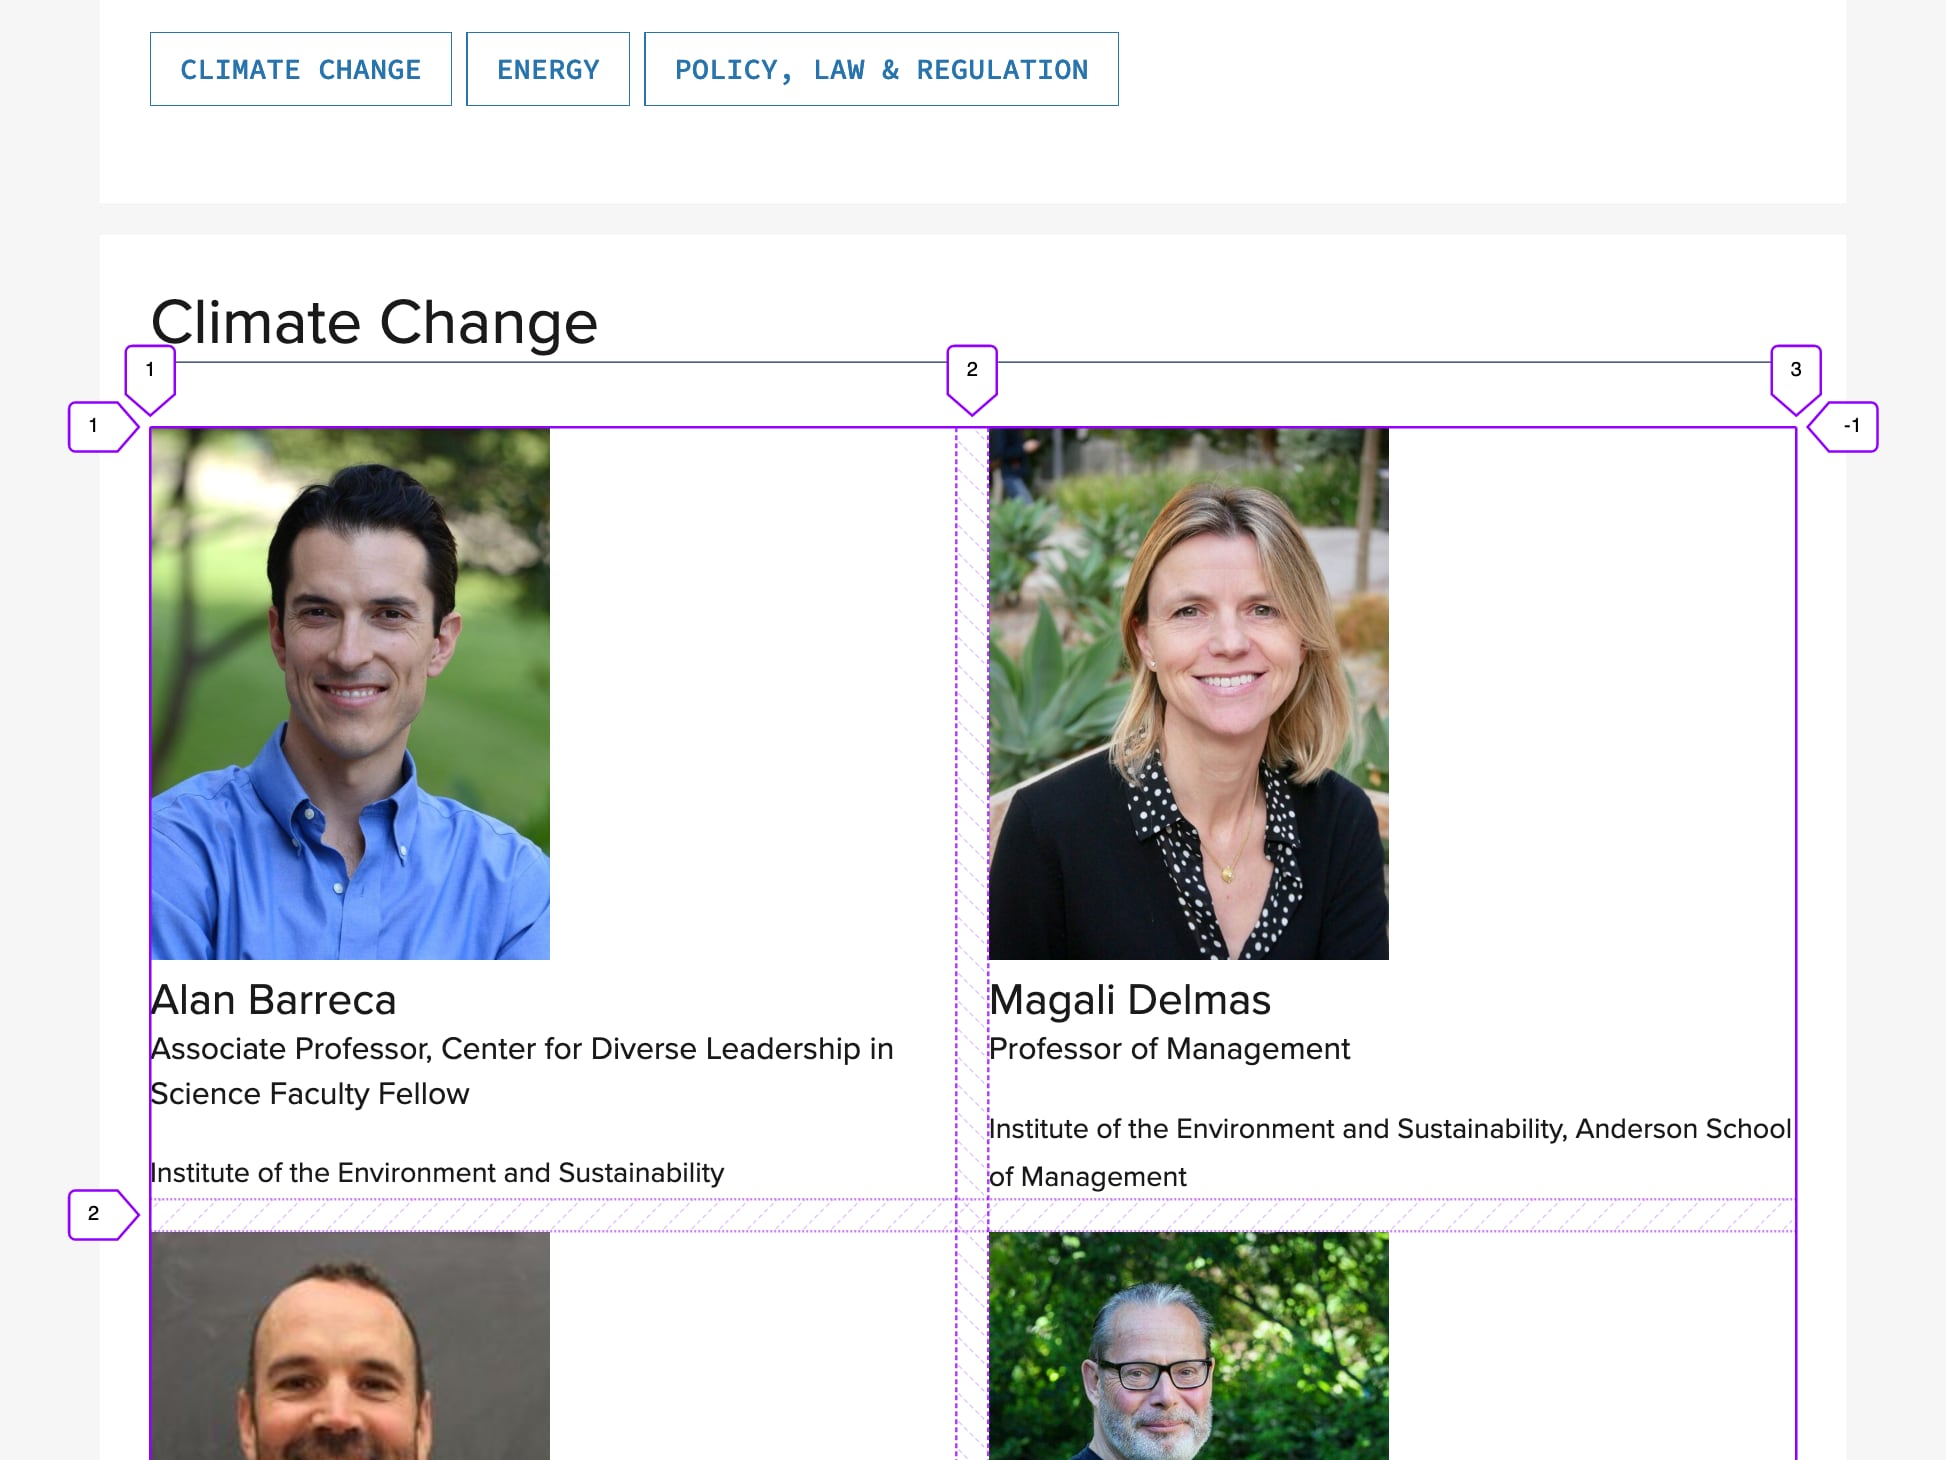 CLIMATE CHANGE
ENERGY
POLICY, LAW & REGULATION
Climate Change
1
2
3
1
-1
Alan Barreca
Associate Professor, Center for Diverse Leadership in
Science Faculty Fellow
Institute of the Environment and Sustainability
Magali Delmas
Professor of Management
Institute of the Environment and Sustainability, Anderson School
of Management
2